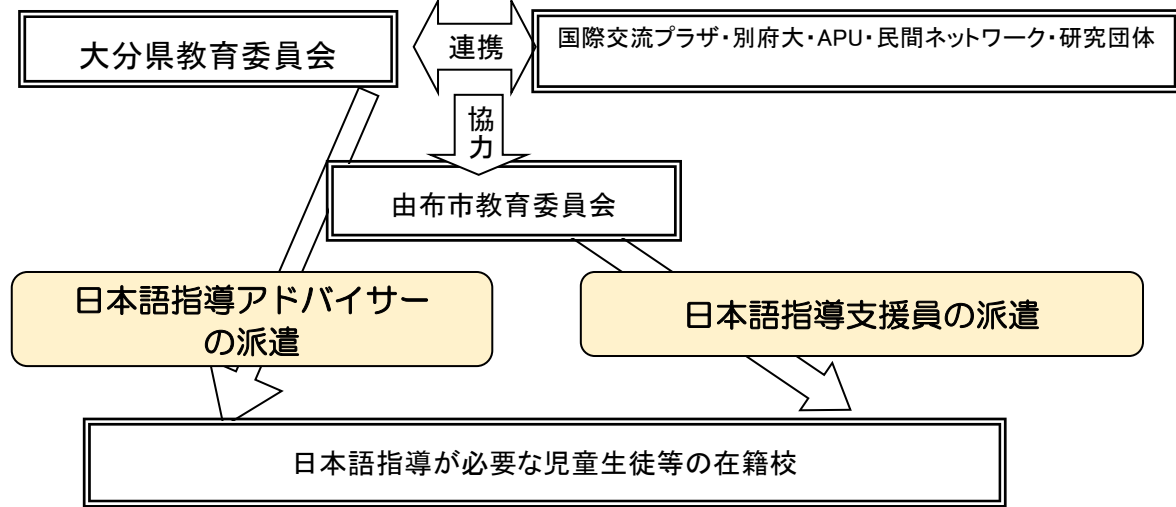 大分県教育委員会
連携
国際交流プラザ・別府大・APU・民間ネットワーク・研究団体
協力
由布市教育委員会
日本語指導アドバイザー
の派遣
日本語指導支援員の派遣
日本語指導が必要な児童生徒等の在籍校